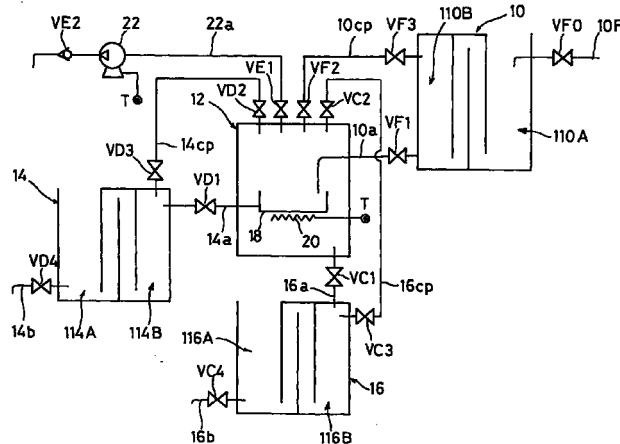 VE2
22
22a
10cp
VF3
110B
10
VF0
10F
VE1
VD2
VF2
12
VC2
10a
110A
14cp
VF1
VD3
14
VD1
T
T
14a
18
20
VD4
VC1
16a
16cp
14b
114A
114B
116A
VC3
VC4
16
16b
116B